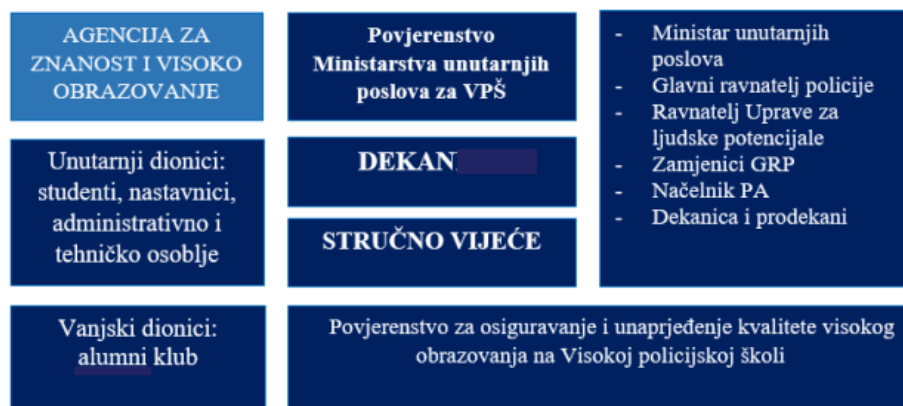 AGENCIJA ZA
ZNANOST I VISOKO
OBRAZOVANJE
Povjerenstvo
Ministarstva unutarnjih
poslova za VPŠ
- Ministar unutarnjih
poslova
- Glavni ravnatelj policije
- Ravnatelj Uprave za
ljudske potencijale
- Zamjenici GRP
- Načelnik PA
- Dekanica i prodekani
Unutarnji dionici:
studenti, nastavnici,
administrativno i
tehničko osoblje
STRUČNO VIJEĆE
Vanjski dionici:
alumni klub
Povjerenstvo za osiguravanje i unaprjeđenje kvalitete visokog
obrazovanja na Visokoj policijskoj školi